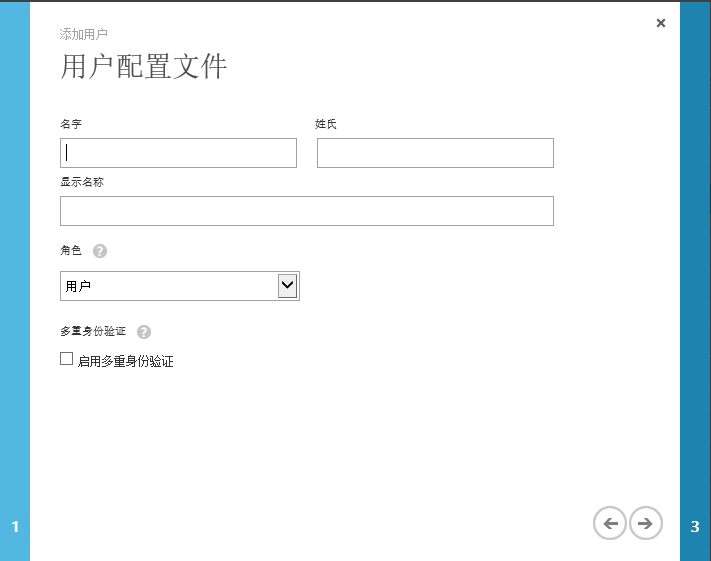 添加用户
用户配置文件
名字 姓氏
显示名称
角色 ?
用户
多重身份验证 ?
启用多重身份验证
1 3